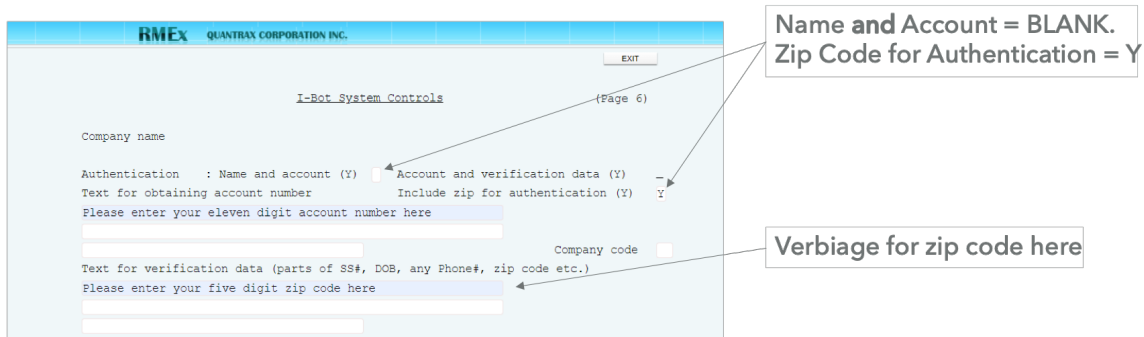 Name and Account = BLANK.
Zip Code for Authentication = Y
RMEx QUANTRAX CORPORATION INC.
EXIT
I-Bot System Controls (Page 6)
Company name
Authentication : Name and account (Y) Account and verification data (Y) _
Text for obtaining account number Include zip for authentication (Y) Y
Please enter your eleven digit account number here
Company code
Verbiage for zip code here
Text for verification data (parts of SS#, DOB, any Phone#, zip code etc.)
Please enter your five digit zip code here